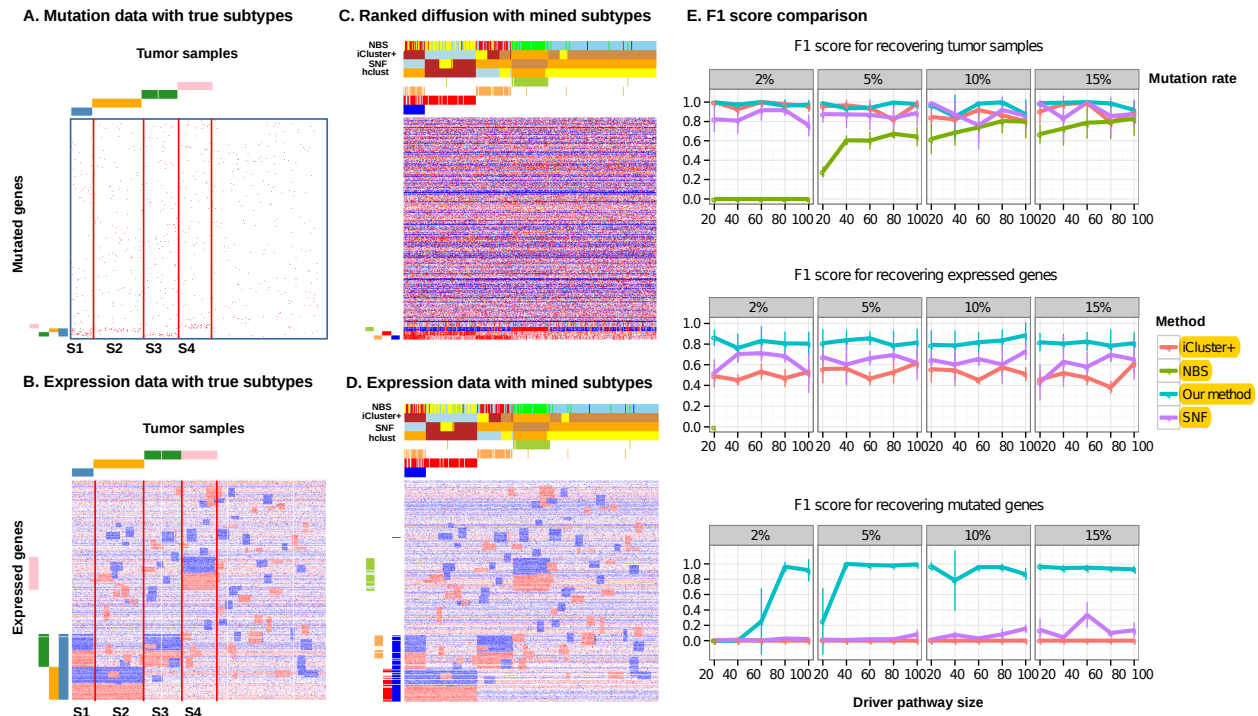 A. Mutation data with true subtypes
Tumor samples
Mutated genes
S1 S2 S3 S4
B. Expression data with true subtypes
Tumor samples
Expressed genes
S1 S2 S3 S4
C. Ranked diffusion with mined subtypes
NBS
iCluster+
SNF
hclust
D. Expression data with mined subtypes
NBS
iCluster+
SNF
hclust
E. F1 score comparison
F1 score for recovering tumor samples
2% 5% 10% 15% Mutation rate
1.0
0.8
0.6
0.4
0.2
0.0
20 40 60 80 100 20 40 60 80 100 20 40 60 80 100 20 40 60 80 100
F1 score for recovering expressed genes
2% 5% 10% 15%
1.0
0.8
0.6
0.4
0.2
0.0
20 40 60 80 100 20 40 60 80 100 20 40 60 80 100 20 40 60 80 100
Method
iCluster+
NBS
Our method
SNF
F1 score for recovering mutated genes
2% 5% 10% 15%
1.0
0.8
0.6
0.4
0.2
0.0
20 40 60 80 100 20 40 60 80 100 20 40 60 80 100 20 40 60 80 100
Driver pathway size